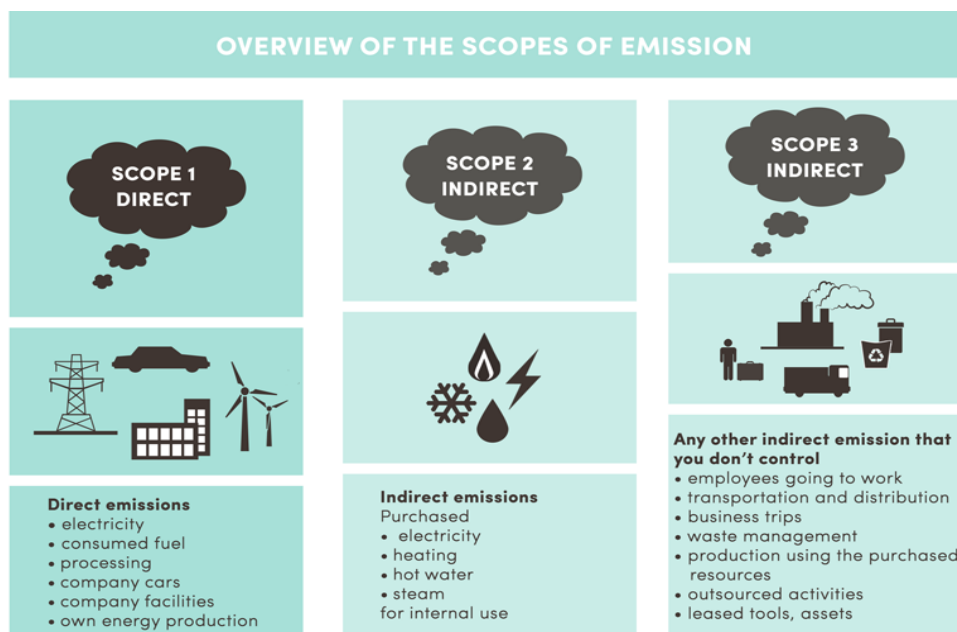 OVERVIEW OF THE SCOPES OF EMISSION
SCOPE 1
DIRECT
Direct emissions
• electricity
• consumed fuel
• processing
• company cars
• company facilities
• own energy production
SCOPE 2
INDIRECT
Indirect emissions
Purchased
• electricity
• heating
• hot water
• steam
for internal use
SCOPE 3
INDIRECT
Any other indirect emission that
you don't control
• employees going to work
• transportation and distribution
• business trips
• waste management
• production using the purchased
resources
• outsourced activities
• leased tools, assets